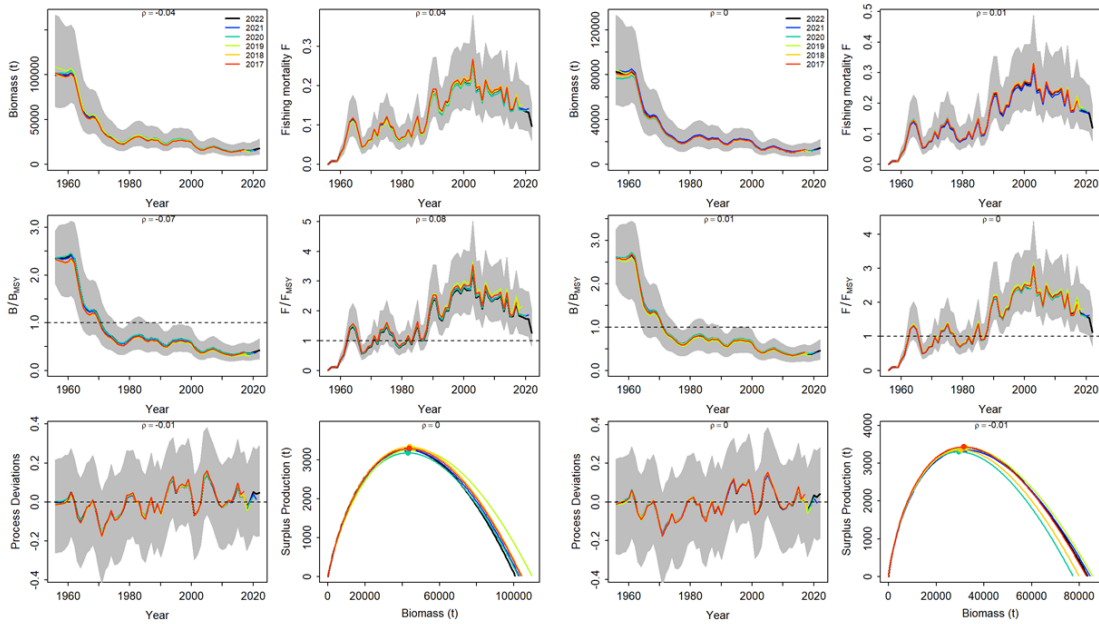 ρ = -0.04
Biomass (t)
0 50000 100000
1960 1980 2000 2020
Year
2022
2021
2020
2019
2018
2017
0.04
Fishing mortality F
0.0 0.1 0.2 0.3
1960 1980 2000 2020
Year
ρ = 0
Biomass (t)
0 40000 80000 120000
1960 1980 2000 2020
Year
2022
2021
2020
2019
2018
2017
0.01
Fishing mortality F
0.0 0.1 0.2 0.3 0.4 0.5
1960 1980 2000 2020
Year
ρ = -0.07
B/BMSY
0.0 1.0 2.0 3.0
1960 1980 2000 2020
Year
0.08
F/FMSY
0 1 2 3 4 5
1960 1980 2000 2020
Year
ρ = 0.01
B/BMSY
0.0 1.0 2.0 3.0
1960 1980 2000 2020
Year
ρ = 0
F/FMSY
0 1 2 3 4
1960 1980 2000 2020
Year
ρ = -0.01
Process Deviations
-0.4 -0.2 0.0 0.2 0.4
1960 1980 2000 2020
Year
ρ = 0
Surplus Production (t)
0 1000 2000 3000
0 20000 40000 60000 100000
Biomass (t)
ρ = 0
Process Deviations
-0.4 -0.2 0.0 0.2 0.4
1960 1980 2000 2020
Year
ρ = -0.01
Surplus Production (t)
0 1000 2000 3000 4000
0 20000 40000 60000 80000
Biomass (t)